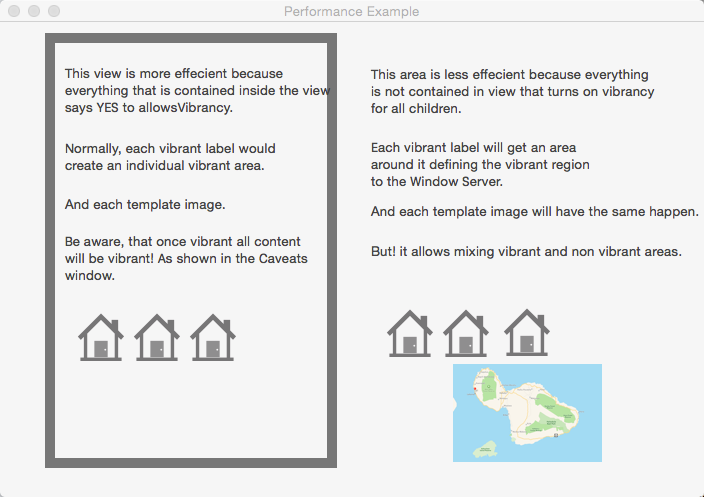 Performance Example
This view is more effecient because
everything that is contained inside the view
says YES to allowsVibrancy.
Normally, each vibrant label would
create an individual vibrant area.
And each template image.
Be aware, that once vibrant all content
will be vibrant! As shown in the Caveats
window.
This area is less effecient because everything
is not contained in view that turns on vibrancy
for all children.
Each vibrant label will get an area
around it defining the vibrant region
to the Window Server.
And each template image will have the same happen.
But! it allows mixing vibrant and non vibrant areas.